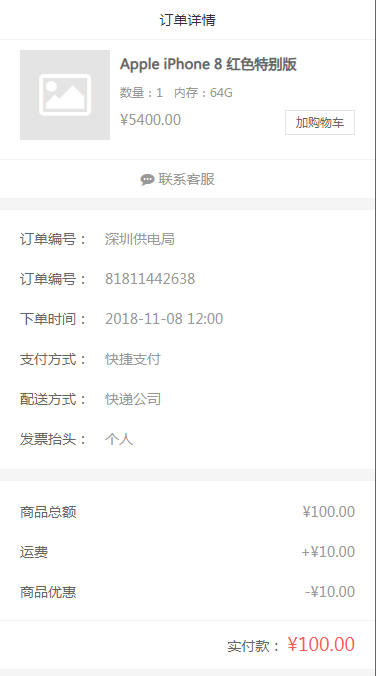 订单详情
Apple iPhone 8 红色特别版
数量：1 内存：64G
¥5400.00 加购物车
联系客服
订单编号： 深圳供电局
订单编号： 81811442638
下单时间： 2018-11-08 12:00
支付方式： 快捷支付
配送方式： 快递公司
发票抬头： 个人
商品总额 ¥100.00
运费 +¥10.00
商品优惠 -¥10.00
实付款： ¥100.00